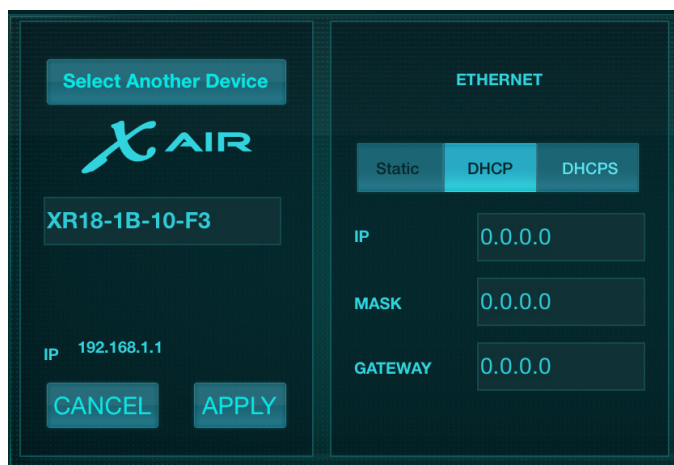 Select Another Device
X AIR
XR18-1B-10-F3
IP 192.168.1.1
CANCEL APPLY
ETHERNET
Static DHCP DHCPS
IP 0.0.0.0
MASK 0.0.0.0
GATEWAY 0.0.0.0